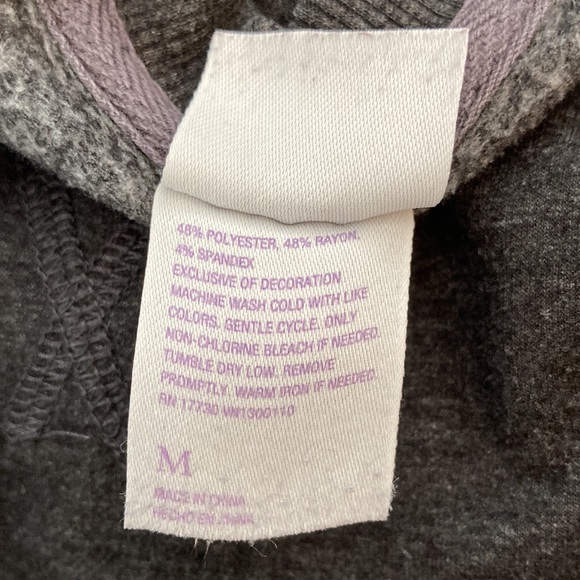 48% POLYESTER, 48% RAYON,
4% SPANDEX
EXCLUSIVE OF DECORATION
MACHINE WASH COLD WITH LIKE
COLORS. GENTLE CYCLE. ONLY
NON-CHLORINE BLEACH IF NEEDED.
TUMBLE DRY LOW. REMOVE
PROMPTLY. WARM IRON IF NEEDED.
RN 17730 VN1300110
M
MADE IN CHINA
HECHO EN CHINA